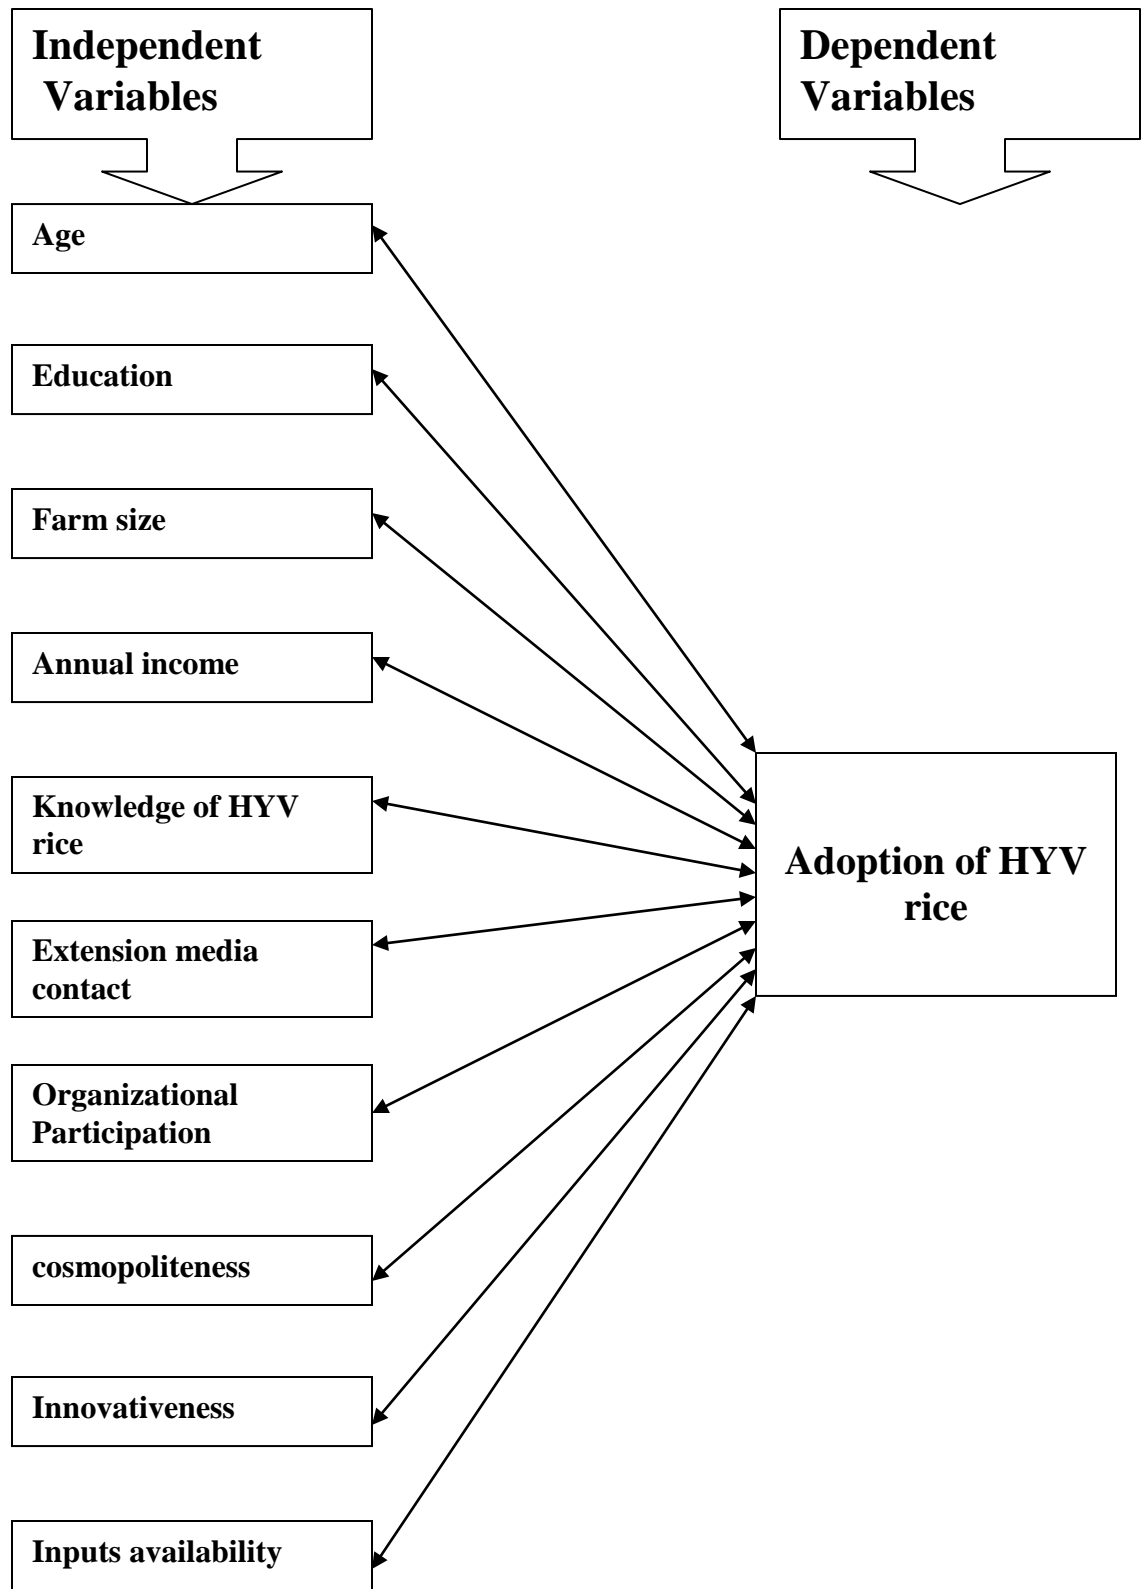 Independent
Variables
Dependent
Variables
Age
Education
Farm size
Annual income
Knowledge of HYV
rice
Extension media
contact
Organizational
Participation
cosmopoliteness
Innovativeness
Inputs availability
Adoption of HYV
rice